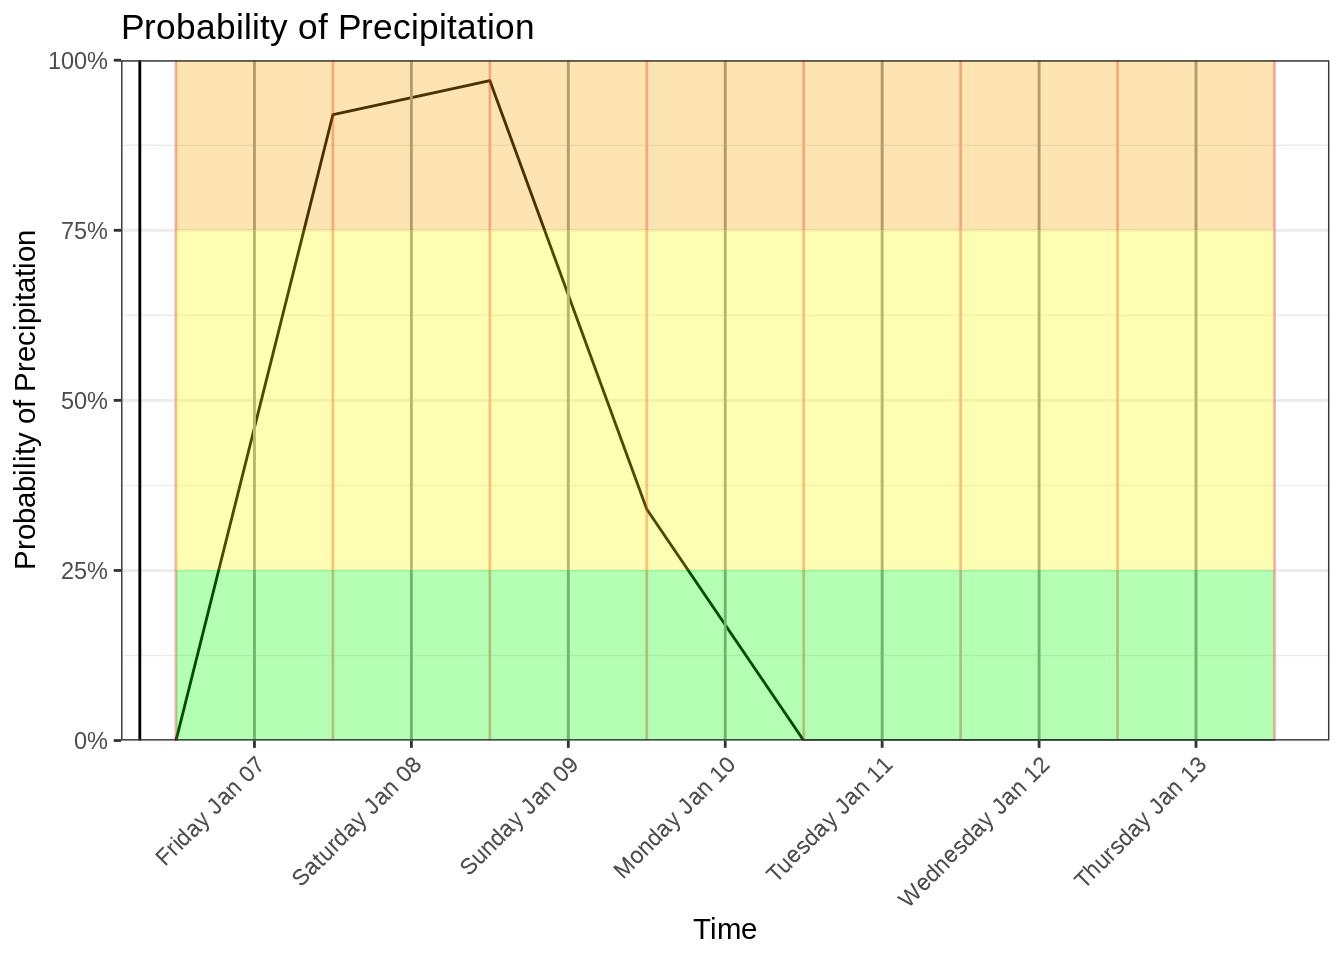 Probability of Precipitation
Probability of Precipitation
100%
75%
50%
25%
0%
Friday Jan 07
Saturday Jan 08
Sunday Jan 09
Monday Jan 10
Tuesday Jan 11
Wednesday Jan 12
Thursday Jan 13
Time